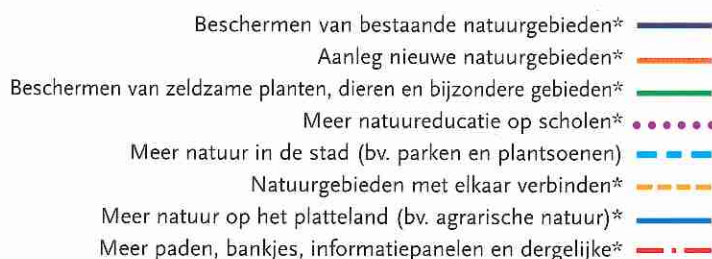 Beschermen van bestaande natuurgebieden*
Aanleg nieuwe natuurgebieden*
Beschermen van zeldzame planten, dieren en bijzondere gebieden*
Meer natuureducatie op scholen*
Meer natuur in de stad (bv. parken en plantsoenen)
Natuurgebieden met elkaar verbinden*
Meer natuur op het platteland (bv. agrarische natuur)*
Meer paden, bankjes, informatiepanelen en dergelijke*